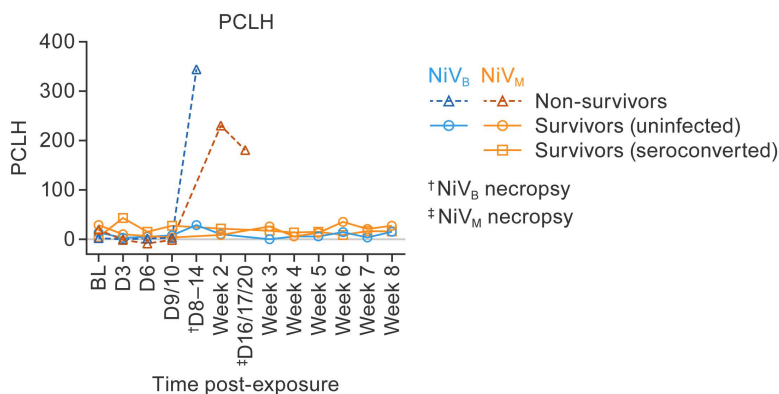 PCLH
400
300
200
100
0
PCLH
BL
D3
D6
D9/10
†D8–14
Week 2
‡D16/17/20
Week 3
Week 4
Week 5
Week 6
Week 7
Week 8
Time post-exposure
NiVB NiVM
Non-survivors
Survivors (uninfected)
Survivors (seroconverted)
†NiVB necropsy
‡NiVM necropsy